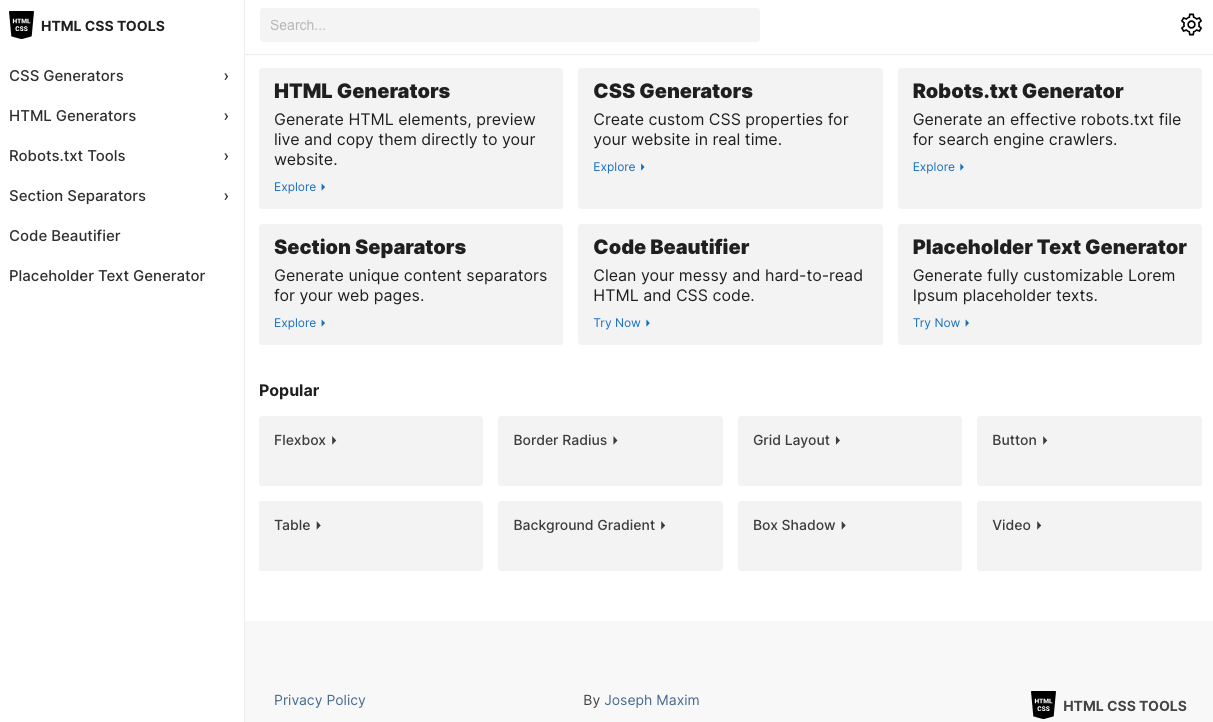 HTML CSS
HTML CSS TOOLS
Search...
CSS Generators ›
HTML Generators ›
Robots.txt Tools ›
Section Separators ›
Code Beautifier
Placeholder Text Generator
HTML Generators
Generate HTML elements, preview
live and copy them directly to your
website.
Explore
CSS Generators
Create custom CSS properties for
your website in real time.
Explore
Robots.txt Generator
Generate an effective robots.txt file
for search engine crawlers.
Explore
Section Separators
Generate unique content separators
for your web pages.
Explore
Code Beautifier
Clean your messy and hard-to-read
HTML and CSS code.
Try Now
Placeholder Text Generator
Generate fully customizable Lorem
Ipsum placeholder texts.
Try Now
Popular
Flexbox
Border Radius
Grid Layout
Button
Table
Background Gradient
Box Shadow
Video
Privacy Policy
By Joseph Maxim
HTML CSS
HTML CSS TOOLS